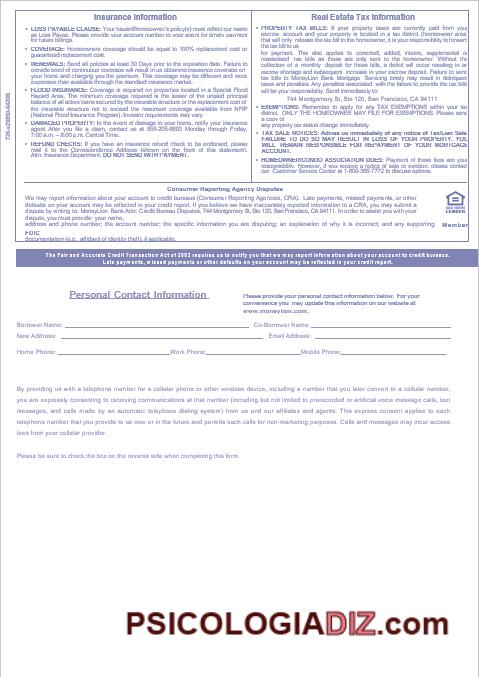 Insurance Information
• LOSS PAYABLE CLAUSE: Your hazard/homeowner's policy(s) must reflect our name
as Loss Payee. Please provide your account number to your agent for timely payment
for future billings.
• COVERAGE: Homeowners coverage should be equal to 100% replacement cost or
guaranteed replacement cost.
• RENEWALS: Send all policies at least 30 Days prior to the expiration date. Failure to
provide proof of continuous coverage will result in us obtaining insurance coverage on
your home and charging you the premium. This coverage may be different and more
expensive than available through the standard insurance market.
• FLOOD INSURANCE: Coverage is required on properties located in a Special Flood
Hazard Area. The minimum coverage required is the lesser of the unpaid principal
balance of all active loans secured by the insurable structure or the replacement cost of
the insurable structure not to exceed the maximum coverage available from NFIP
(National Flood Insurance Program). Investor requirements may vary.
• DAMAGED PROPERTY: In the event of damage to your home, notify your insurance
agent. After you file a claim, contact us at 855-205-6693 Monday through Friday,
7:00 a.m. – 8:00 p.m. Central Time.
• REFUND CHECKS: If you have an insurance refund check to be endorsed, please
mail it to the Correspondence Address (shown on the front of this statement).
Attn: Insurance Department. DO NOT SEND WITH PAYMENT.
Real Estate Tax Information
• PROPERTY TAX BILLS: If your property taxes are currently paid from your
escrow account and your property is located in a tax district (homeowner area)
that will only release the tax bill to the homeowner, it is your responsibility to forward
the tax bill to us
for payment. This also applies to corrected, added, interim, supplemental or
reassessed tax bills as these are only sent to the homeowner. Without the
collection of a monthly deposit for these bills, a deficit will occur resulting in an
escrow shortage and subsequent increase in your escrow deposit. Failure to send
tax bills to MoneyLion Bank Mortgage Servicing timely may result in delinquent
taxes and penalties. Any penalties associated with the failure to provide the tax bill
will be your responsibility. Send immediately to:
744 Montgomery St, Ste 120, San Francisco, CA 94111
• EXEMPTIONS: Remember to apply for any TAX EXEMPTIONS within your tax
district. ONLY THE HOMEOWNER MAY FILE FOR EXEMPTIONS. Please send
a copy of
any property tax status change immediately.
• TAX SALE NOTICES: Advise us immediately of any notice of Tax/Lien Sale.
FAILURE TO DO SO MAY RESULT IN LOSS OF YOUR PROPERTY. YOU
WILL REMAIN RESPONSIBLE FOR REPAYMENT OF YOUR MORTGAGE
ACCOUNT.
• HOMEOWNER/CONDO ASSOCIATION DUES: Payment of these fees are your
responsibility. However, if you receive a notice of sale or eviction, please contact
our Customer Service Center at 1-800-365-7772 to discuss options.
Consumer Reporting Agency Disputes
We may report information about your account to credit bureaus (Consumer Reporting Agencies, CRA). Late payments, missed payments, or other
defaults on your account may be reflected in your credit report. If you believe we have inaccurately reported information to a CRA, you may submit a
dispute by writing to: MoneyLion Bank Attn: Credit Bureau Disputes, 744 Montgomery St, Ste 120, San Francisco, CA 94111. In order to assist you with your
dispute, you must provide: your name,
address and phone number; the account number; the specific information you are disputing; an explanation of why it is incorrect; and any supporting
Member
FDIC
documentation (e.g., affidavit of identity theft), if applicable.
LENDER
The Fair and Accurate Credit Transaction Act of 2003 requires us to notify you that we may report information about your account to credit bureaus.
Late payments, missed payments or other defaults on your account may be reflected in your credit report.
Personal Contact Information
Please provide your personal contact information below. For your
convenience you may update this information on our website at
www.moneylion.com.
Borrower Name: Co-Borrower Name:
New Address: Email Address:
Home Phone: Work Phone: Mobile Phone:
By providing us with a telephone number for a cellular phone or other wireless device, including a number that you later convert to a cellular number,
you are expressly consenting to receiving communications at that number (including but not limited to prerecorded or artificial voice message calls, text
messages, and calls made by an automatic telephone dialing system) from us and our affiliates and agents. This express consent applies to each
telephone number that you provide to us now or in the future and permits such calls for non-marketing purposes. Calls and messages may incur access
fees from your cellular provider.
Please be sure to check the box on the reverse side when completing this form.
PSICOLOGIADIZ.com